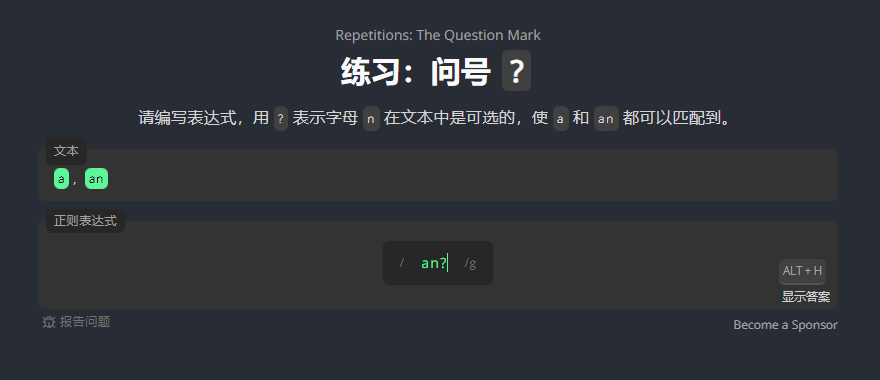 Repetitions: The Question Mark
练习：问号 ?
请编写表达式，用 ? 表示字母 n 在文本中是可选的，使 a 和 an 都可以匹配到。
文本
a, an
正则表达式
/ an? /g
ALT + H
显示答案
报告问题
Become a Sponsor